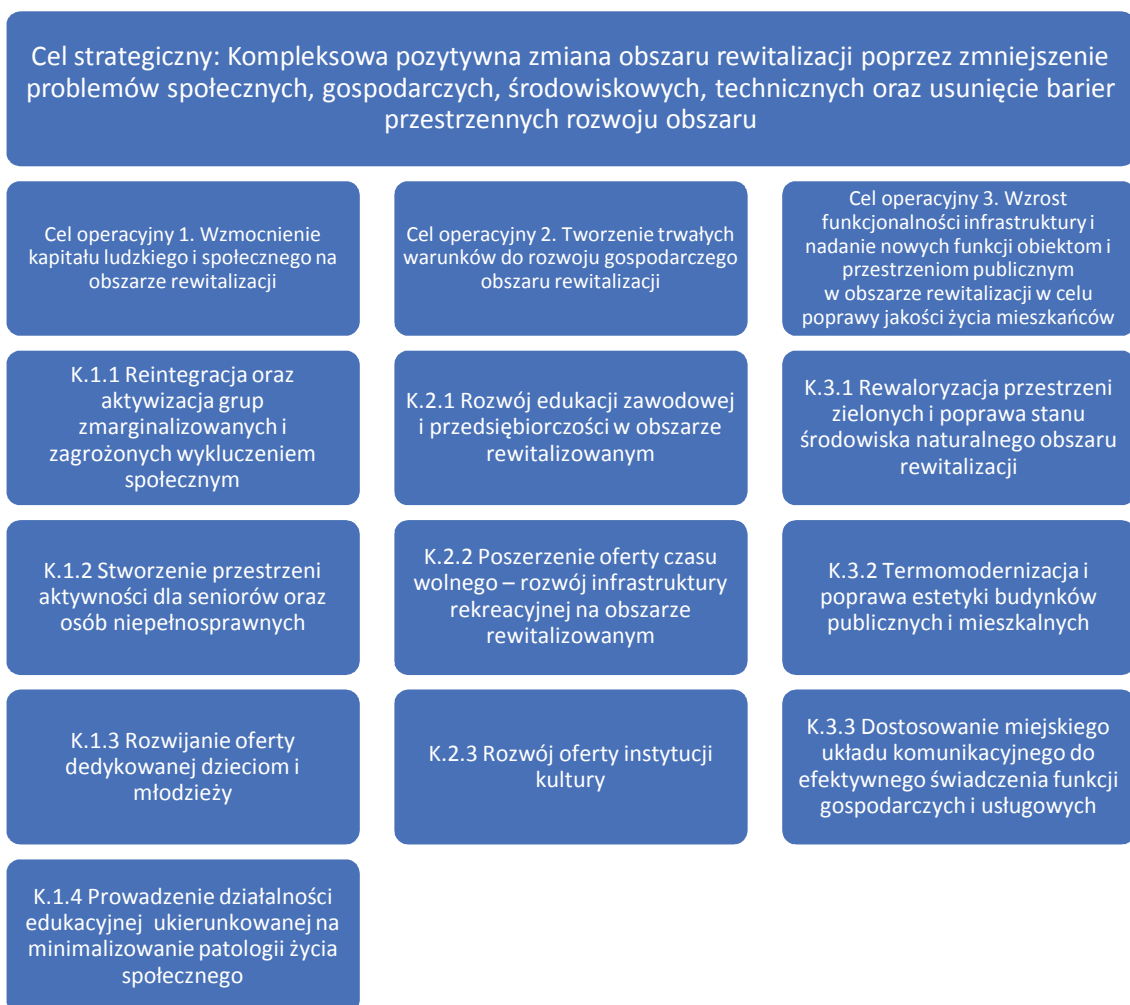 Cel strategiczny: Kompleksowa pozytywna zmiana obszaru rewitalizacji poprzez zmniejszenie
problemów społecznych, gospodarczych, środowiskowych, technicznych oraz usunięcie barier
przestrzennych rozwoju obszaru
Cel operacyjny 1. Wzmocnienie
kapitału ludzkiego i społecznego na
obszarze rewitalizacji
K.1.1 Reintegracja oraz
aktywizacja grup
zmarginalizowanych i
zagrożonych wykluczeniem
społecznym
K.1.2 Stworzenie przestrzeni
aktywności dla seniorów oraz
osób niepełnosprawnych
K.1.3 Rozwijanie oferty
dedykowanej dzieciom i
młodzieży
K.1.4 Prowadzenie działalności
edukacyjnej ukierunkowanej na
minimalizowanie patologii życia
społecznego
Cel operacyjny 2. Tworzenie trwałych
warunków do rozwoju gospodarczego
obszaru rewitalizacji
K.2.1 Rozwój edukacji zawodowej
i przedsiębiorczości w obszarze
rewitalizowanym
K.2.2 Poszerzenie oferty czasu
wolnego – rozwój infrastruktury
rekreacyjnej na obszarze
rewitalizowanym
K.2.3 Rozwój oferty instytucji
kultury
Cel operacyjny 3. Wzrost
funkcjonalności infrastruktury i
nadanie nowych funkcji obiektom i
przestrzeniom publicznym
w obszarze rewitalizacji w celu
poprawy jakości życia mieszkańców
K.3.1 Rewaloryzacja przestrzeni
zielonych i poprawa stanu
środowiska naturalnego obszaru
rewitalizacji
K.3.2 Termomodernizacja i
poprawa estetyki budynków
publicznych i mieszkalnych
K.3.3 Dostosowanie miejskiego
układu komunikacyjnego do
efektywnego świadczenia funkcji
gospodarczych i usługowych